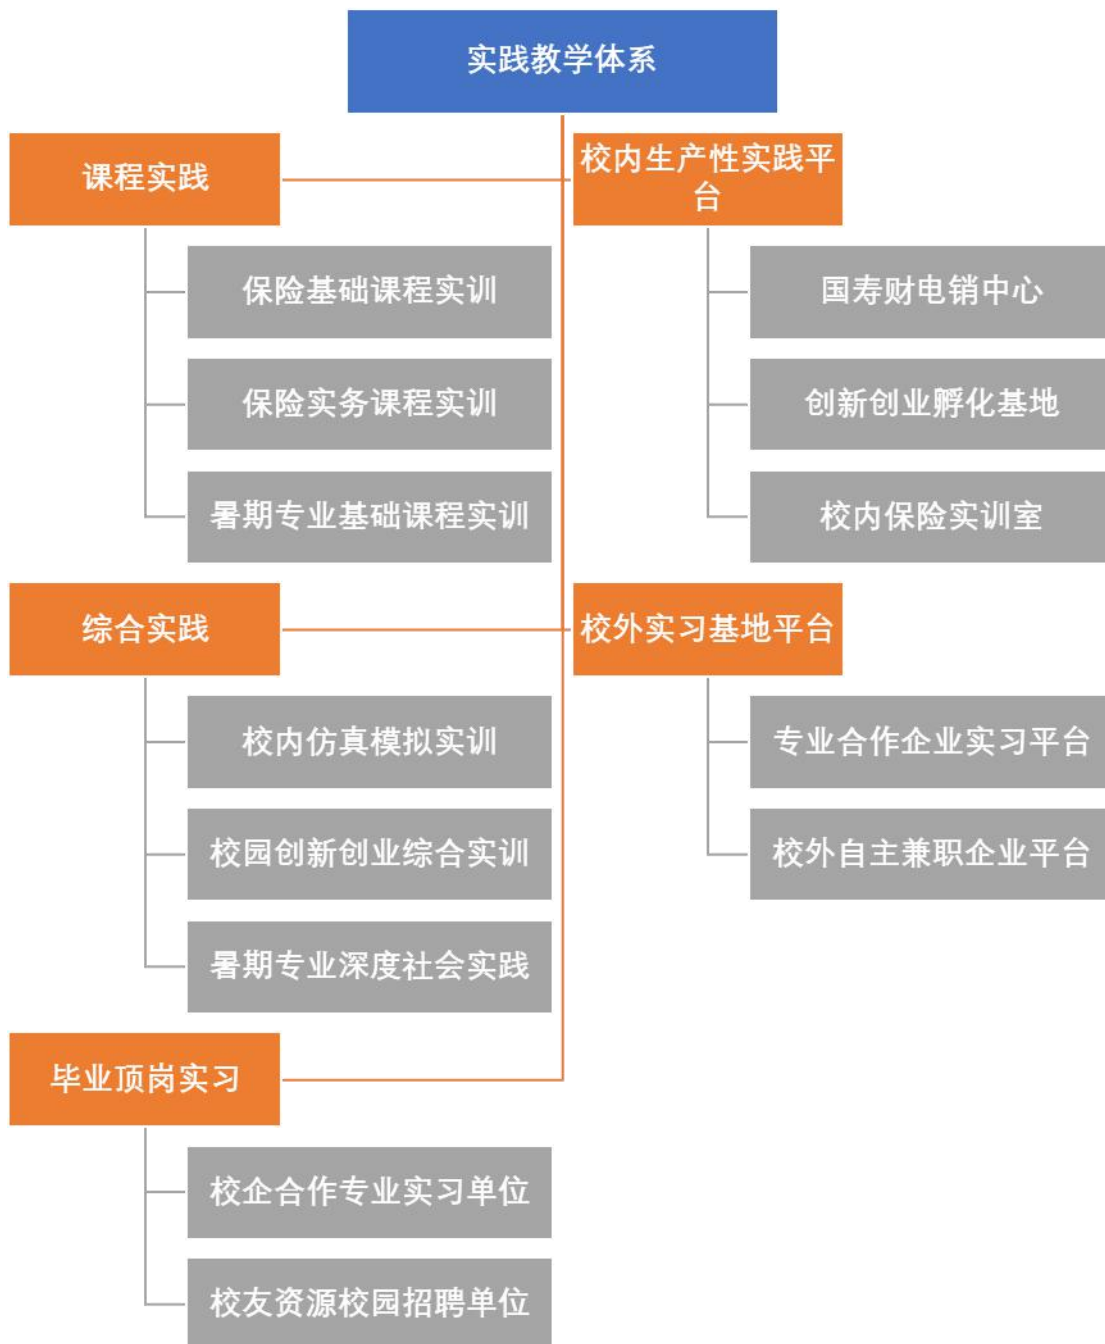 实践教学体系
课程实践
保险基础课程实训
保险实务课程实训
暑期专业基础课程实训
校内生产性实践平
台
国寿财电销中心
创新创业孵化基地
校内保险实训室
综合实践
校内仿真模拟实训
校园创新创业综合实训
暑期专业深度社会实践
校外实习基地平台
专业合作企业实习平台
校外自主兼职企业平台
毕业顶岗实习
校企合作专业实习单位
校友资源校园招聘单位